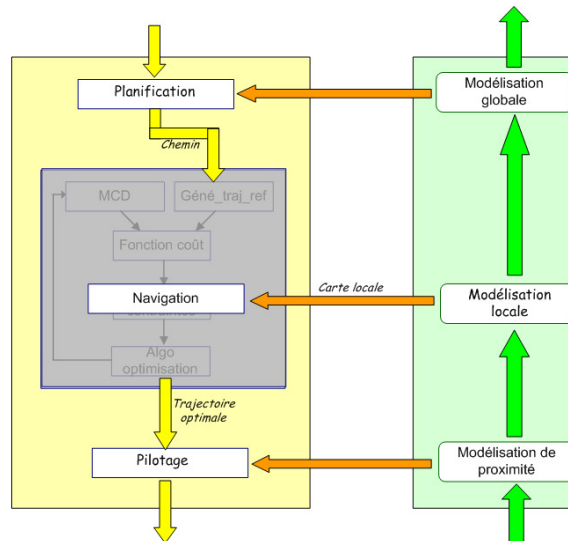 Planification
Modélisation
globale
Chemin
MCD
Géné_traj_ref
Fonction coût
Navigation
Carte locale
Modélisation
locale
Algo
optimisation
Trajectoire
optimale
Pilotage
Modélisation de
proximité